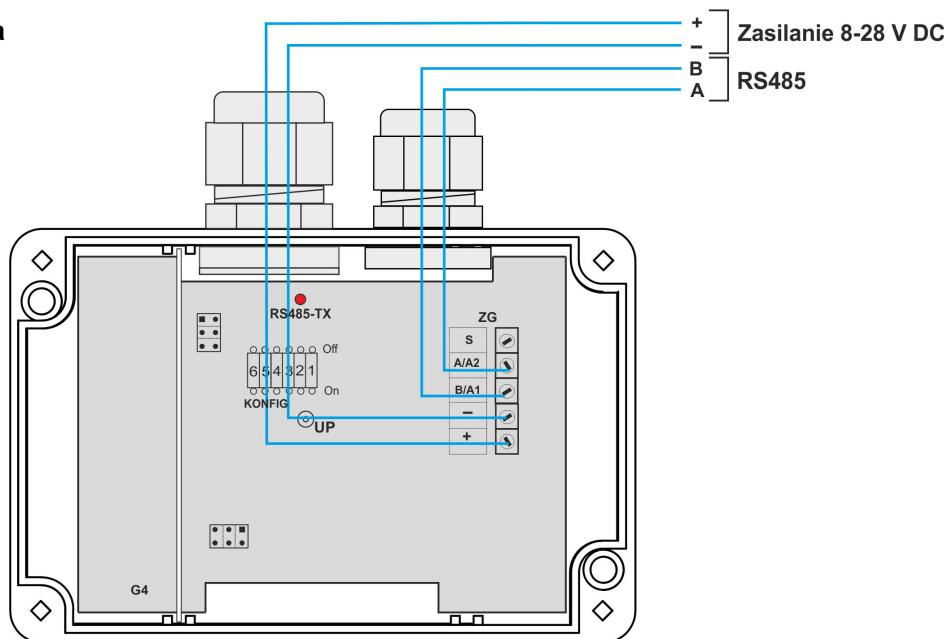 a
+
Zasilanie 8-28 V DC
−
B
RS485
A
RS485-TX
ZG
S
Off
A/A2
6 5 4 3 2 1
B/A1
On
KONFIG
−
UP
+
G4